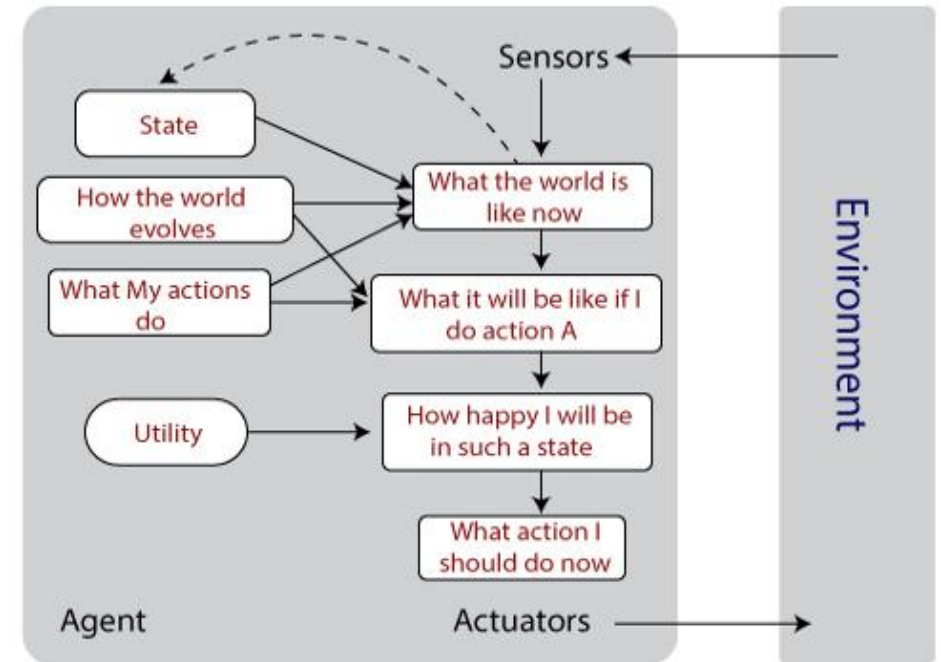 Sensors
State
What the world is
like now
How the world
evolves
What My actions
do
What it will be like if I
do action A
Utility
How happy I will be
in such a state
What action I
should do now
Agent
Actuators
Environment